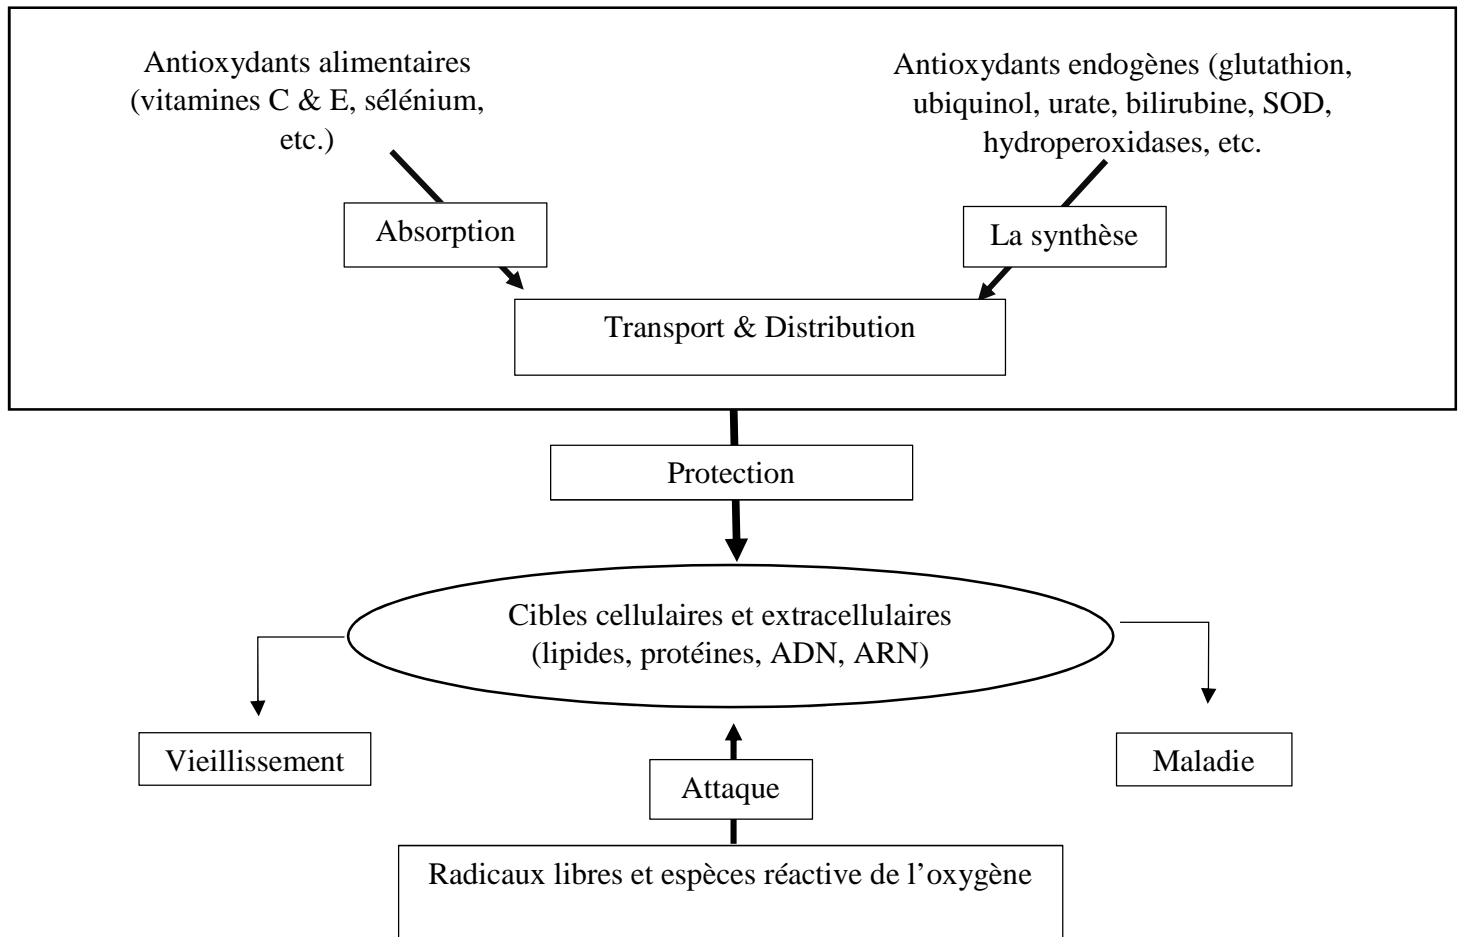 Antioxydants alimentaires
(vitamines C & E, sélénium,
etc.)
Antioxydants endogènes (glutathion,
ubiquinol, urate, bilirubine, SOD,
hydroperoxidases, etc.
Absorption
La synthèse
Transport & Distribution
Protection
Cibles cellulaires et extracellulaires
(lipides, protéines, ADN, ARN)
Vieillissement
Maladie
Attaque
Radicaux libres et espèces réactive de l’oxygène